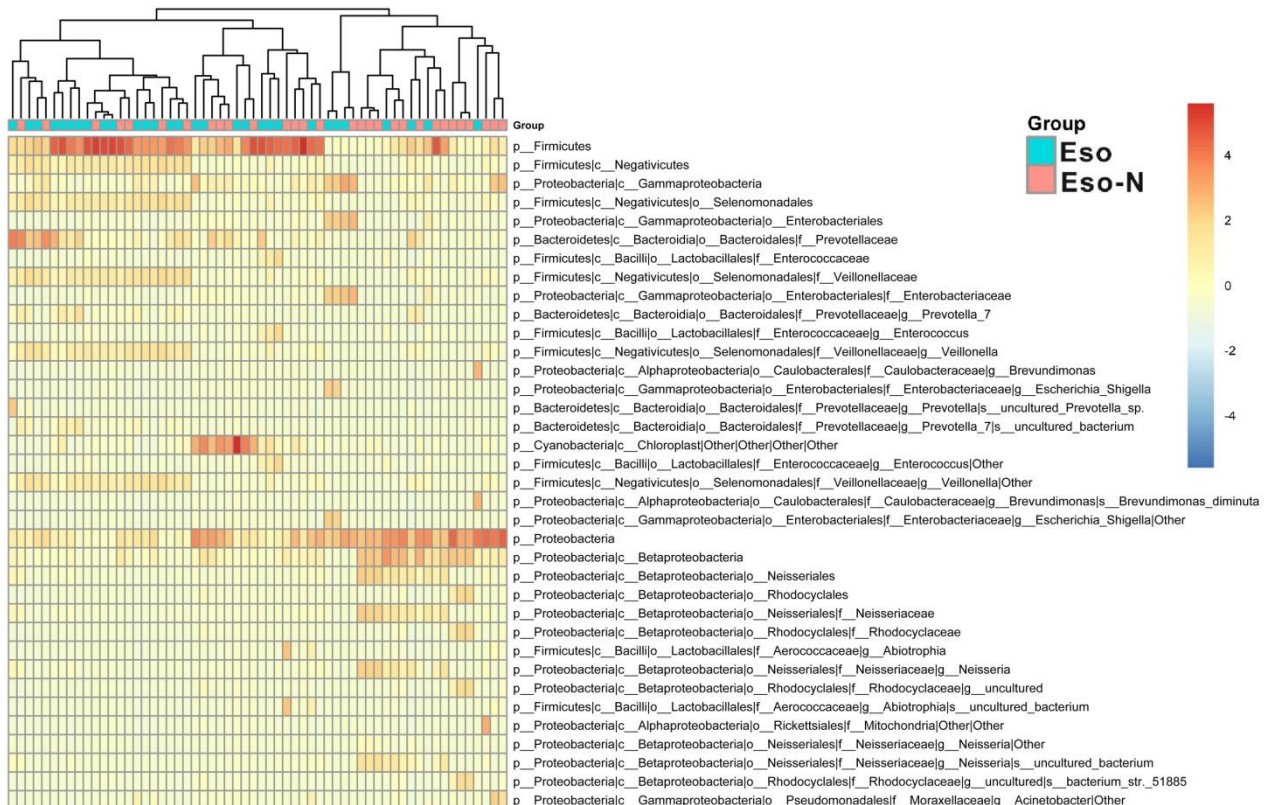 Group
p__Firmicutes
p__Firmicutes|c__Negativicutes
p__Proteobacteria|c__Gammaproteobacteria
p__Firmicutes|c__Negativicutes|o__Selenomonadales
p__Proteobacteria|c__Gammaproteobacteria|o__Enterobacteriales
p__Bacteroidetes|c__Bacteroidia|o__Bacteroidales|f__Prevotellaceae
p__Firmicutes|c__Bacilli|o__Lactobacillales|f__Enterococcaceae
p__Firmicutes|c__Negativicutes|o__Selenomonadales|f__Veillonellaceae
p__Proteobacteria|c__Gammaproteobacteria|o__Enterobacteriales|f__Enterobacteriaceae
p__Bacteroidetes|c__Bacteroidia|o__Bacteroidales|f__Prevotellaceae|g__Prevotella_7
p__Firmicutes|c__Bacilli|o__Lactobacillales|f__Enterococcaceae|g__Enterococcus
p__Firmicutes|c__Negativicutes|o__Selenomonadales|f__Veillonellaceae|g__Veillonella
p__Proteobacteria|c__Alphaproteobacteria|o__Caulobacterales|f__Caulobacteraceae|g__Brevundimonas
p__Proteobacteria|c__Gammaproteobacteria|o__Enterobacteriales|f__Enterobacteriaceae|g__Escherichia_Shigella
p__Bacteroidetes|c__Bacteroidia|o__Bacteroidales|f__Prevotellaceae|g__Prevotella|s__uncultured_Prevotella_sp.
p__Bacteroidetes|c__Bacteroidia|o__Bacteroidales|f__Prevotellaceae|g__Prevotella_7|s__uncultured_bacterium
p__Cyanobacteria|c__Chloroplast|Other|Other|Other|Other
p__Firmicutes|c__Bacilli|o__Lactobacillales|f__Enterococcaceae|g__Enterococcus|Other
p__Firmicutes|c__Negativicutes|o__Selenomonadales|f__Veillonellaceae|g__Veillonella|Other
p__Proteobacteria|c__Alphaproteobacteria|o__Caulobacterales|f__Caulobacteraceae|g__Brevundimonas|s__Brevundimonas_diminuta
p__Proteobacteria|c__Gammaproteobacteria|o__Enterobacteriales|f__Enterobacteriaceae|g__Escherichia_Shigella|Other
p__Proteobacteria
p__Proteobacteria|c__Betaproteobacteria
p__Proteobacteria|c__Betaproteobacteria|o__Neisseriales
p__Proteobacteria|c__Betaproteobacteria|o__Rhodocyclales
p__Proteobacteria|c__Betaproteobacteria|o__Neisseriales|f__Neisseriaceae
p__Proteobacteria|c__Betaproteobacteria|o__Rhodocyclales|f__Rhodocyclaceae
p__Firmicutes|c__Bacilli|o__Lactobacillales|f__Aerococcaceae|g__Abiotrophia
p__Proteobacteria|c__Betaproteobacteria|o__Neisseriales|f__Neisseriaceae|g__Neisseria
p__Proteobacteria|c__Betaproteobacteria|o__Rhodocyclales|f__Rhodocyclaceae|g__uncultured
p__Firmicutes|c__Bacilli|o__Lactobacillales|f__Aerococcaceae|g__Abiotrophia|s__uncultured_bacterium
p__Proteobacteria|c__Alphaproteobacteria|o__Rickettsiales|f__Mitochondria|Other|Other
p__Proteobacteria|c__Betaproteobacteria|o__Neisseriales|f__Neisseriaceae|g__Neisseria|Other
p__Proteobacteria|c__Betaproteobacteria|o__Neisseriales|f__Neisseriaceae|g__Neisseria|s__uncultured_bacterium
p__Proteobacteria|c__Betaproteobacteria|o__Rhodocyclales|f__Rhodocyclaceae|g__uncultured|s__bacterium_str._51885
p__Proteobacteria|c__Gammaproteobacteria|o__Pseudomonadales|f__Moraxellaceae|g__Acinetobacter|Other
Group
Eso
Eso-N
4
2
0
-2
-4